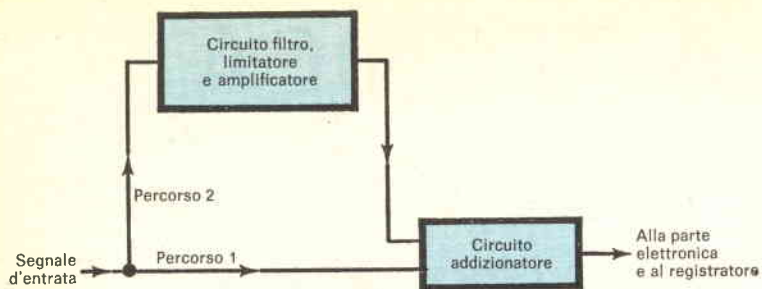 Circuito filtro,
limitatore
e amplificatore
Percorso 2
Segnale
d'entrata
Percorso 1
Circuito
addizionatore
Alla parte
elettronica
e al registratore